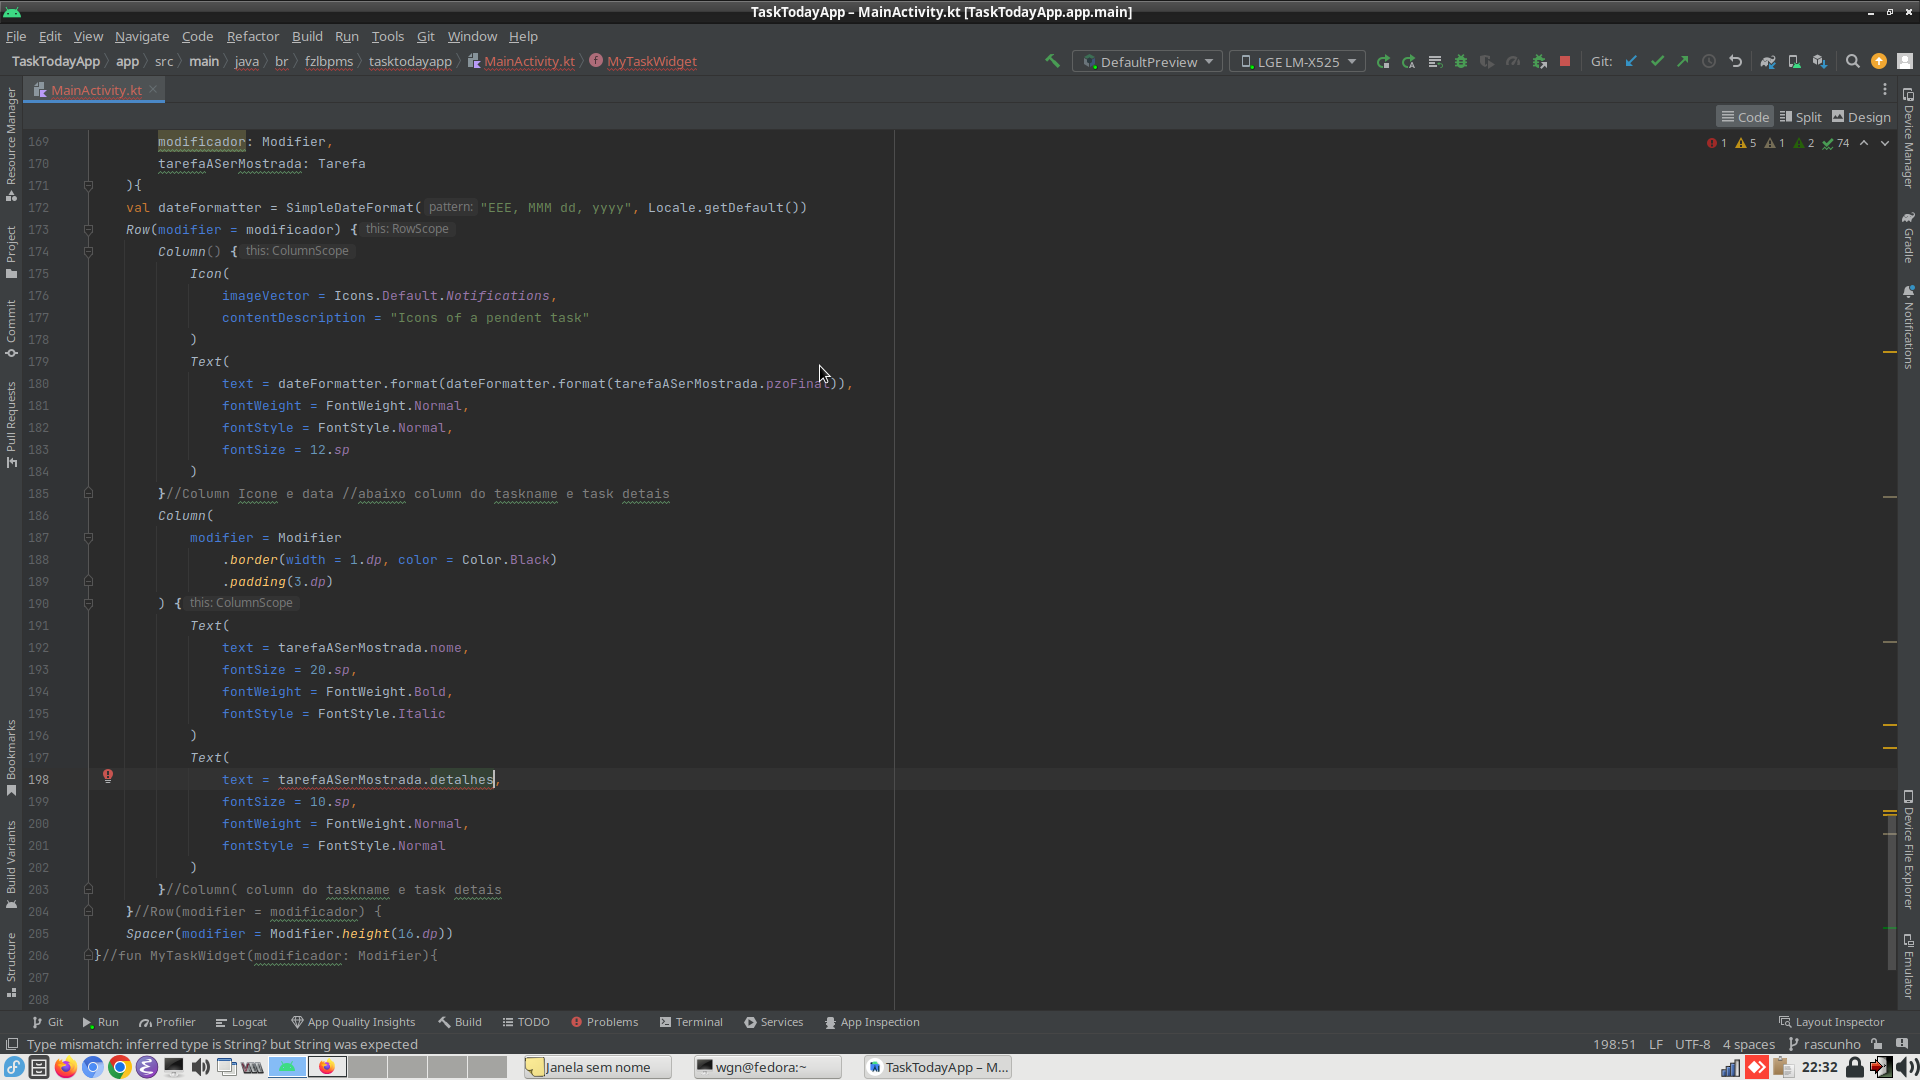 TaskTodayApp – MainActivity.kt [TaskTodayApp.app.main]
File Edit View Navigate Code Refactor Build Run Tools Git Window Help
TaskTodayApp app src main java br fzlbpms tasktodayapp MainActivity.kt MyTaskWidget DefaultPreview LGE LM-X525 Git:
MainActivity.kt
Code Split Design
1 5 1 2 74
169 modificador: Modifier,
170 tarefaASerMostrada: Tarefa
171 ){
172 val dateFormatter = SimpleDateFormat( pattern: "EEE, MMM dd, yyyy", Locale.getDefault())
173 Row(modifier = modificador) { this: RowScope
174 Column() { this: ColumnScope
175 Icon(
176 imageVector = Icons.Default.Notifications,
177 contentDescription = "Icons of a pendent task"
178 )
179 Text(
180 text = dateFormatter.format(dateFormatter.format(tarefaASerMostrada.pzoFinal)),
181 fontWeight = FontWeight.Normal,
182 fontStyle = FontStyle.Normal,
183 fontSize = 12.sp
184 )
185 }//Column Icone e data //abaixo column do taskname e task detais
186 Column(
187 modifier = Modifier
188 .border(width = 1.dp, color = Color.Black)
189 .padding(3.dp)
190 ) { this: ColumnScope
191 Text(
192 text = tarefaASerMostrada.nome,
193 fontSize = 20.sp,
194 fontWeight = FontWeight.Bold,
195 fontStyle = FontStyle.Italic
196 )
197 Text(
198 text = tarefaASerMostrada.detalhes,
199 fontSize = 10.sp,
200 fontWeight = FontWeight.Normal,
201 fontStyle = FontStyle.Normal
202 )
203 }//Column( column do taskname e task detais
204 }//Row(modifier = modificador) {
205 Spacer(modifier = Modifier.height(16.dp))
206 }//fun MyTaskWidget(modificador: Modifier){
207
208
Resource Manager
Project
Commit
Pull Requests
Bookmarks
Build Variants
Structure
Device Manager
Gradle
Notifications
Device File Explorer
Emulator
Git Run Profiler Logcat App Quality Insights Build TODO Problems Terminal Services App Inspection Layout Inspector
Type mismatch: inferred type is String? but String was expected 198:51 LF UTF-8 4 spaces rascunho
Janela sem nome wgn@fedora:~ TaskTodayApp – M... 22:32